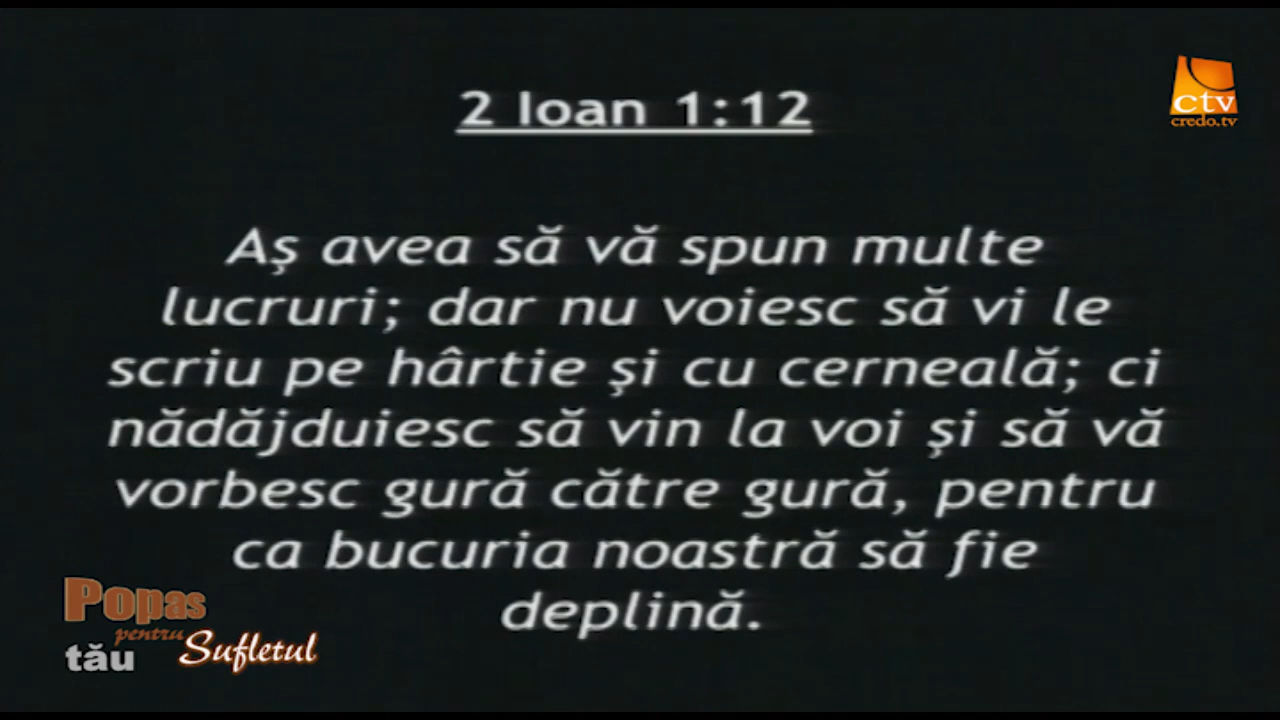 2 Ioan 1:12
ctv
credo.tv
Aş avea să vă spun multe
lucruri; dar nu voiesc să vi le
scriu pe hârtie şi cu cerneală; ci
nădăjduiesc să vin la voi şi să vă
vorbesc gură către gură, pentru
ca bucuria noastră să fie
deplină.
Popas
pentru
tău Sufletul